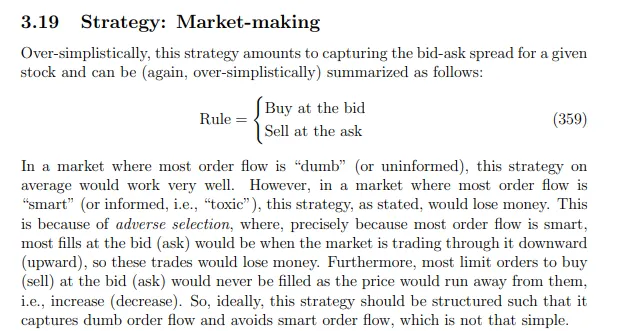 3.19 Strategy: Market-making
Over-simplistically, this strategy amounts to capturing the bid-ask spread for a given
stock and can be (again, over-simplistically) summarized as follows:
Rule = { Buy at the bid
Sell at the ask (359)
In a market where most order flow is “dumb” (or uninformed), this strategy on
average would work very well. However, in a market where most order flow is
“smart” (or informed, i.e., “toxic”), this strategy, as stated, would lose money. This
is because of adverse selection, where, precisely because most order flow is smart,
most fills at the bid (ask) would be when the market is trading through it downward
(upward), so these trades would lose money. Furthermore, most limit orders to buy
(sell) at the bid (ask) would never be filled as the price would run away from them,
i.e., increase (decrease). So, ideally, this strategy should be structured such that it
captures dumb order flow and avoids smart order flow, which is not that simple.